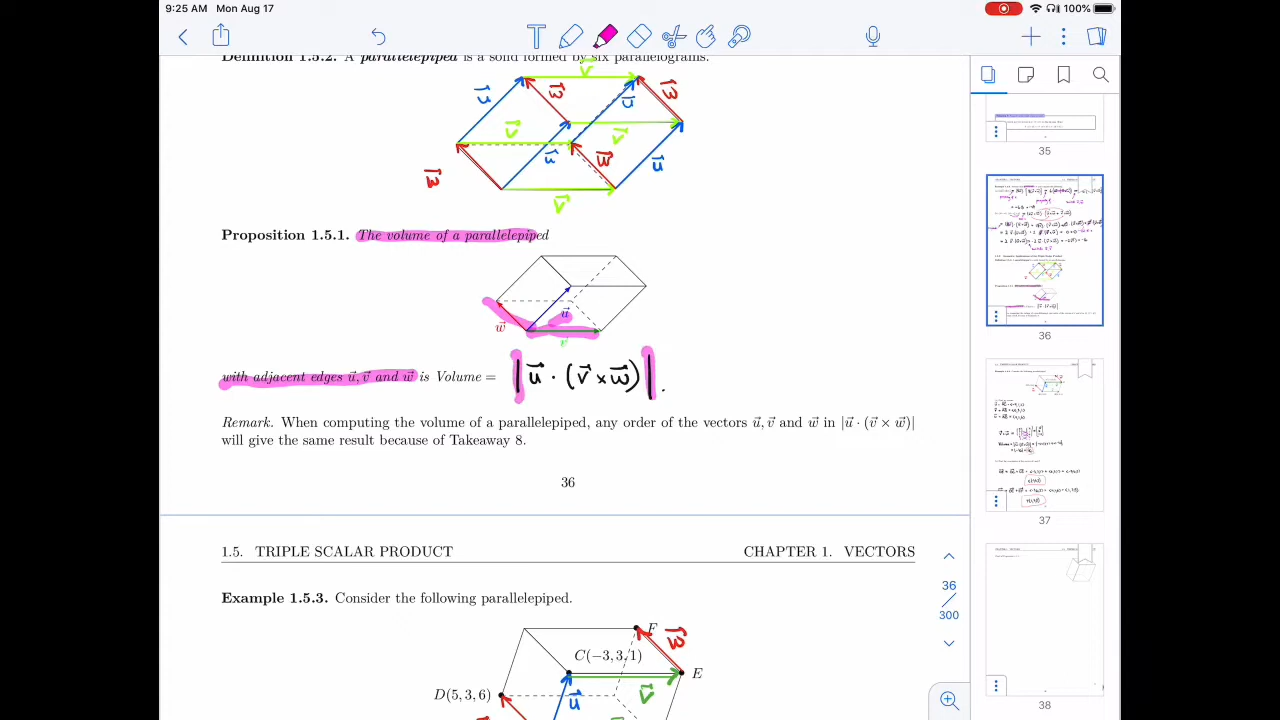 9:25 AM Mon Aug 17
100%
Definition 1.5.2. A parallelepiped is a solid formed by six parallelograms.
v⃗
u⃗ w⃗ u⃗ w⃗
v⃗ v⃗
w⃗ u⃗ w⃗ u⃗
v⃗
Proposition 1.5.1. The volume of a parallelepiped
w⃗ u⃗
v
with adjacent edges u⃗, v⃗ and w⃗ is Volume = |u⃗ · (v⃗ × w⃗)|.
Remark. When computing the volume of a parallelepiped, any order of the vectors u⃗, v⃗ and w⃗ in |u⃗ · (v⃗ × w⃗)|
will give the same result because of Takeaway 8.
36
1.5. TRIPLE SCALAR PRODUCT CHAPTER 1. VECTORS
Example 1.5.3. Consider the following parallelepiped.
F w⃗
C(−3, 3, 1)
E
D(5, 3, 6) u⃗ v⃗
36
/
300
35
36
37
38